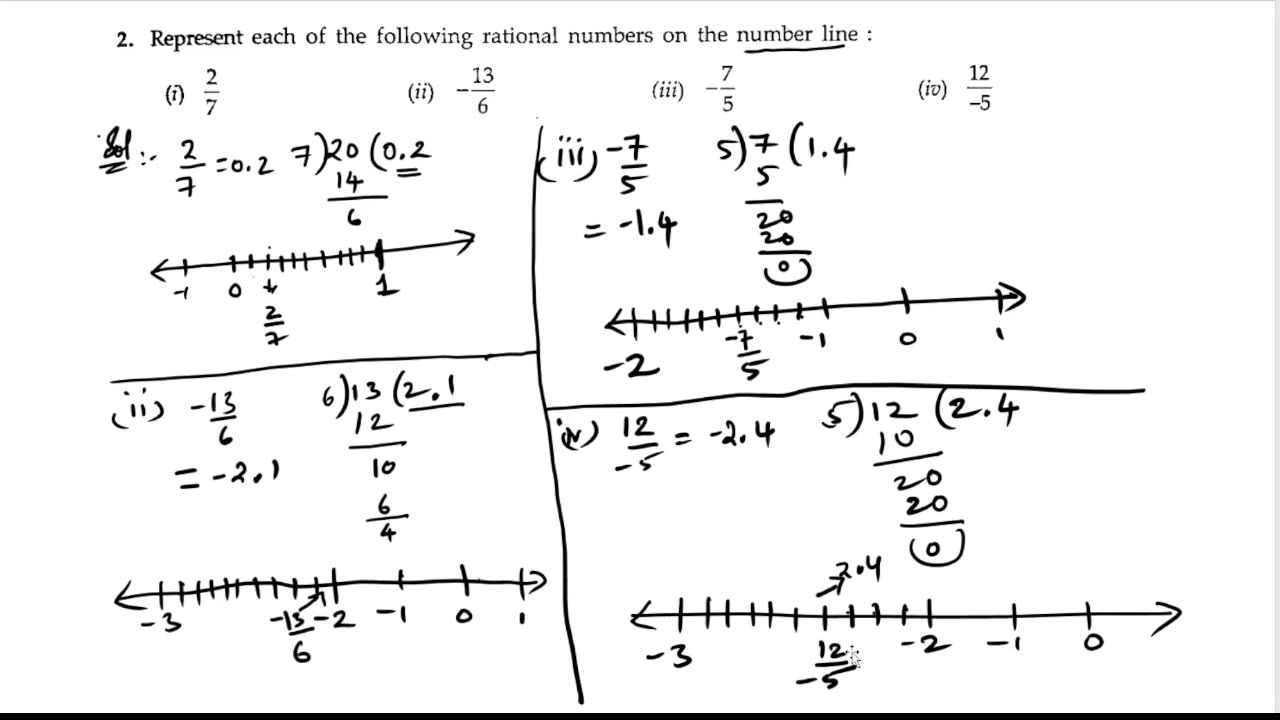 2. Represent each of the following rational numbers on the number line :
(i) 2/7 (ii) -13/6 (iii) -7/5 (iv) 12/-5
Sol:- 2/7 = 0.2 7)20(0.2
14
6
-1 0 1
2/7
(ii) -13/6 6)13(2.1
12
= -2.1 10
6
4
-3 -13/6 -2 -1 0 1
(iii) -7/5 5)7(1.4
5
= -1.4 20
20
0
-2 -7/5 -1 0 1
(iv) 12/-5 = -2.4 5)12(2.4
10
20
20
0
2.4
-3 12/-5 -2 -1 0